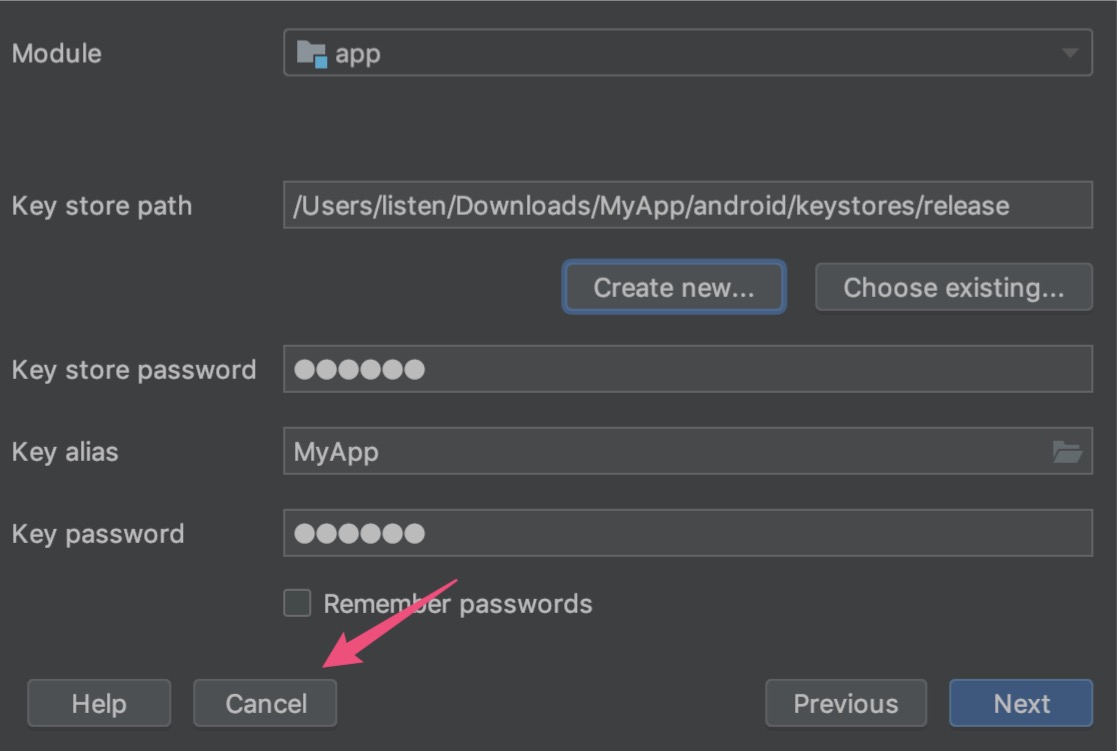 Module app
Key store path /Users/listen/Downloads/MyApp/android/keystores/release
Create new... Choose existing...
Key store password ●●●●●●
Key alias MyApp
Key password ●●●●●●
Remember passwords
Help Cancel Previous Next